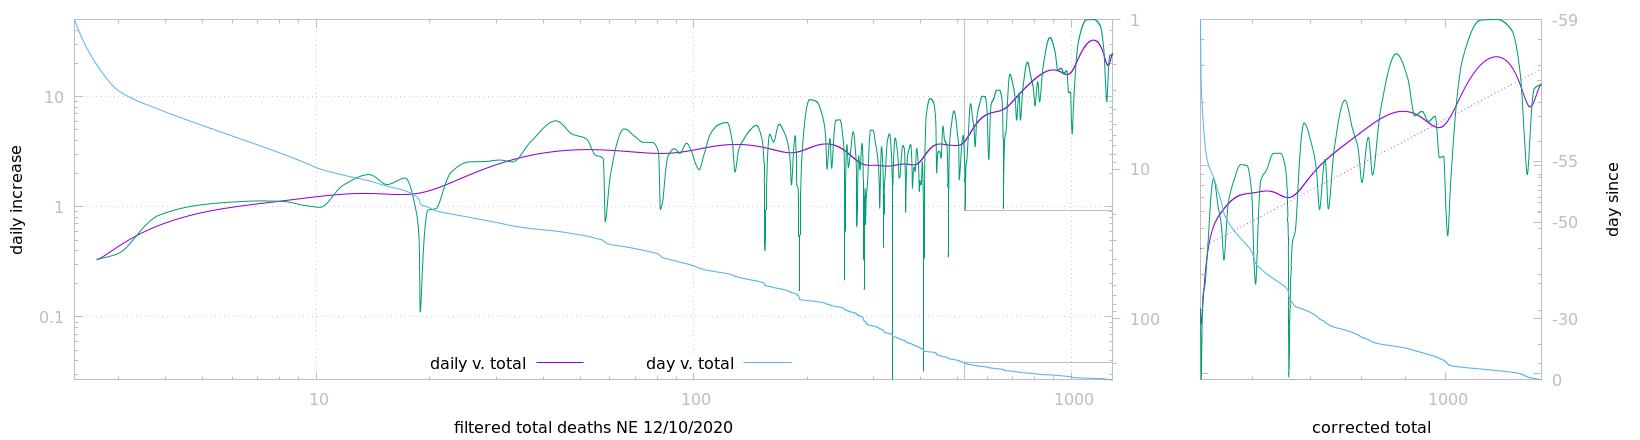 daily increase
10
1
0.1
daily v. total
day v. total
1
10
100
10
100
1000
filtered total deaths NE 12/10/2020
-59
-55
-50
-30
0
day since
1000
corrected total